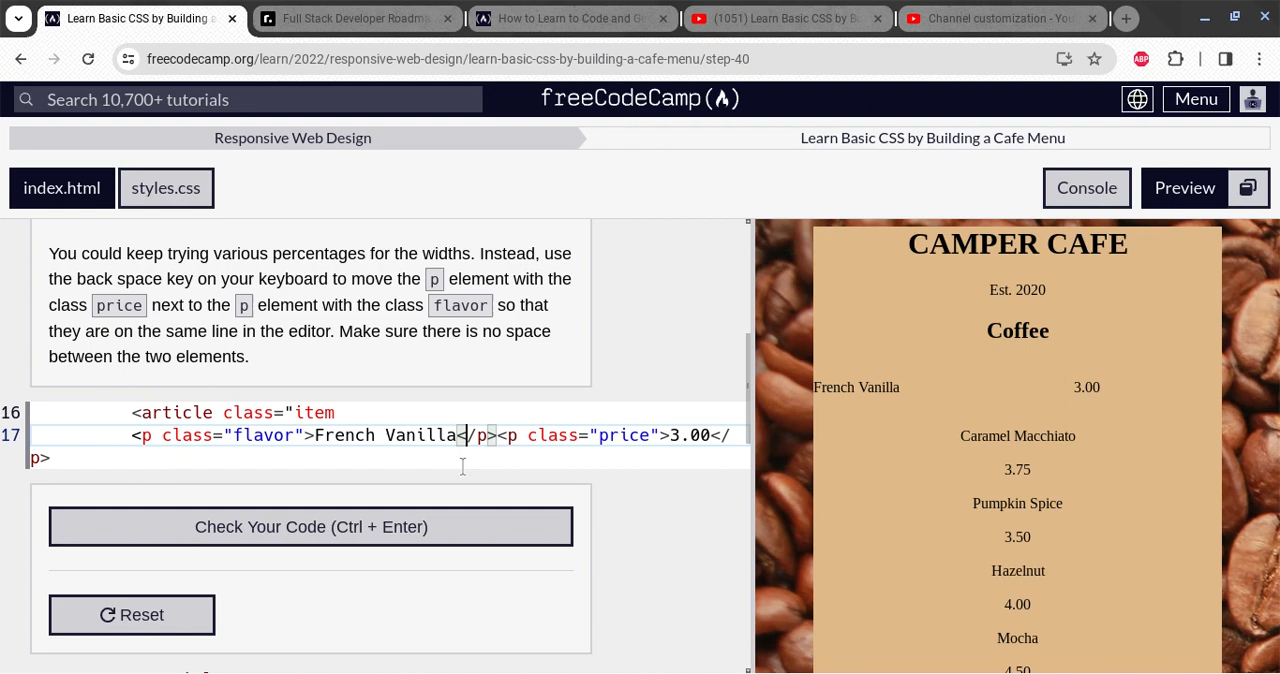 Learn Basic CSS by Building a
Full Stack Developer Roadma
How to Learn to Code and Ge
(1051) Learn Basic CSS by B
Channel customization - You
freecodecamp.org/learn/2022/responsive-web-design/learn-basic-css-by-building-a-cafe-menu/step-40
ABP
Search 10,700+ tutorials
freeCodeCamp
Menu
Responsive Web Design
Learn Basic CSS by Building a Cafe Menu
index.html
styles.css
Console
Preview
You could keep trying various percentages for the widths. Instead, use
the back space key on your keyboard to move the p element with the
class price next to the p element with the class flavor so that
they are on the same line in the editor. Make sure there is no space
between the two elements.
16 <article class="item
17 <p class="flavor">French Vanilla</p><p class="price">3.00</
p>
Check Your Code (Ctrl + Enter)
Reset
CAMPER CAFE
Est. 2020
Coffee
French Vanilla 3.00
Caramel Macchiato
3.75
Pumpkin Spice
3.50
Hazelnut
4.00
Mocha
4.50